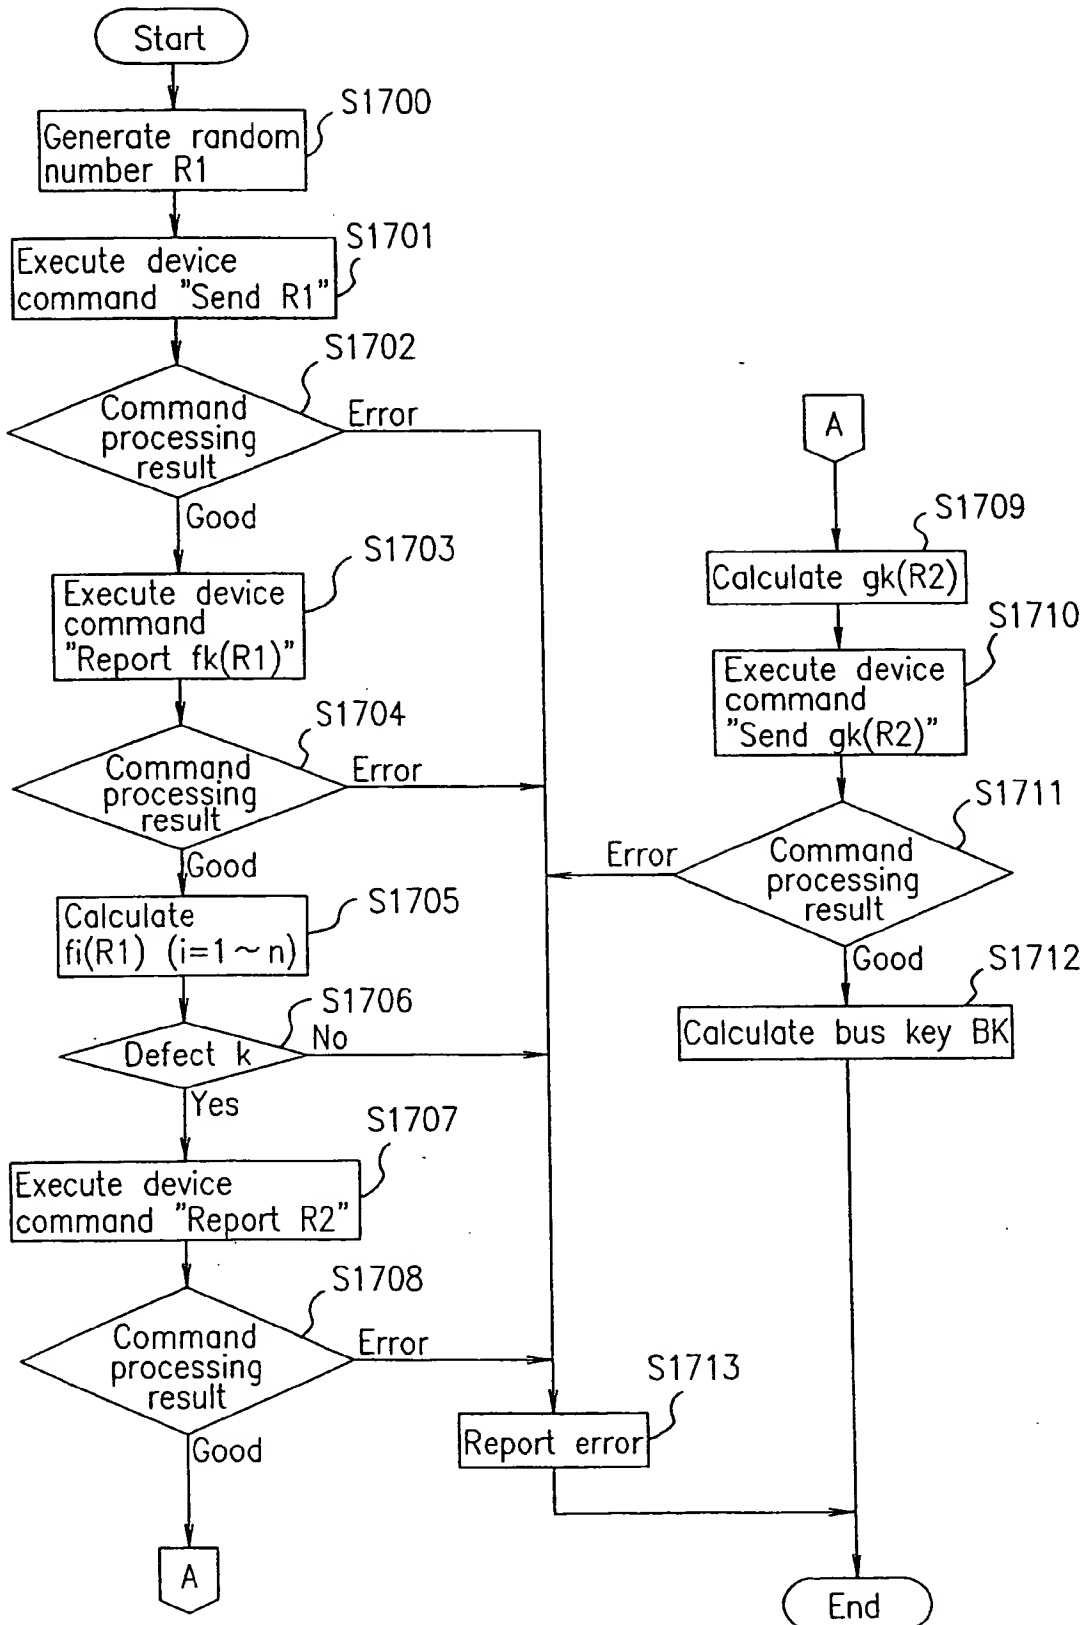 Start
S1700
Generate random
number R1
S1701
Execute device
command "Send R1"
S1702
Command
processing
result
Error
Good
S1703
Execute device
command
"Report fk(R1)"
S1704
Command
processing
result
Error
Good
S1705
Calculate
fi(R1) (i=1~n)
S1706
Defect k
No
Yes
S1707
Execute device
command "Report R2"
S1708
Command
processing
result
Error
Good
A
A
S1709
Calculate gk(R2)
S1710
Execute device
command
"Send gk(R2)"
S1711
Command
processing
result
Error
Good
S1712
Calculate bus key BK
S1713
Report error
End